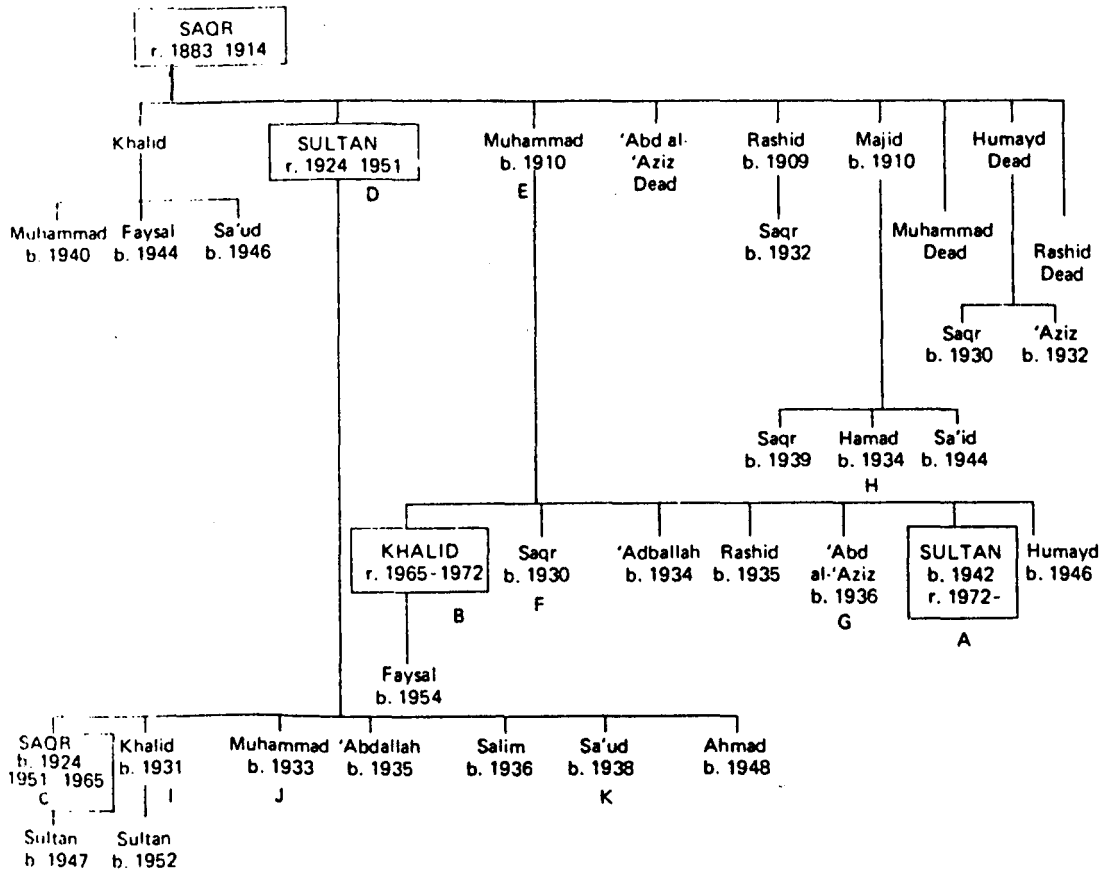 SAQR
r. 1883 1914
Khalid
SULTAN
r. 1924 1951
D
Muhammad
b. 1910
E
'Abd al-
'Aziz
Dead
Rashid
b. 1909
Majid
b. 1910
Humayd
Dead
Muhammad
b. 1940
Faysal
b. 1944
Sa'ud
b. 1946
Saqr
b. 1932
Muhammad
Dead
Rashid
Dead
Saqr
b. 1930
'Aziz
b. 1932
Saqr
b. 1939
Hamad
b. 1934
H
Sa'id
b. 1944
KHALID
r. 1965-1972
B
Saqr
b. 1930
F
'Adballah
b. 1934
Rashid
b. 1935
'Abd
al-'Aziz
b. 1936
G
SULTAN
b. 1942
r. 1972-
A
Humayd
b. 1946
Faysal
b. 1954
SAQR
b. 1924
1951 1965
C
Khalid
b. 1931
I
Muhammad
b. 1933
J
'Abdallah
b. 1935
Salim
b. 1936
Sa'ud
b. 1938
K
Ahmad
b. 1948
Sultan
b 1947
Sultan
b. 1952